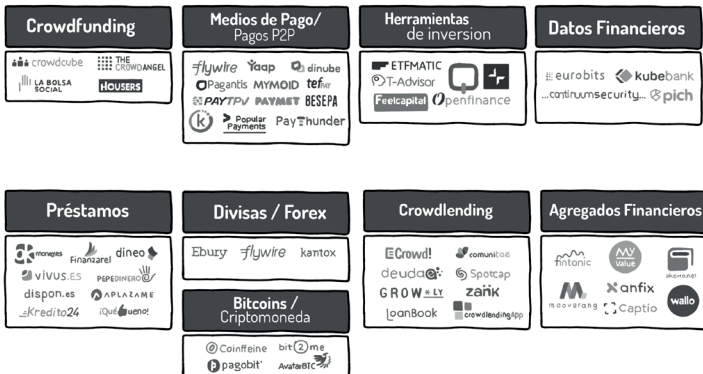 Crowdfunding
crowdcube
THE CROWDANGEL
LA BOLSA SOCIAL
HOUSERS
Medios de Pago/
Pagos P2P
flywire Yaap dinube
Pagantis MYMOID tefpay
PAYTPV PAYMET BESEPA
k Popular Payments PayThunder
Herramientas
de inversion
ETFMATIC
T-Advisor
Feelcapital Openfinance
Datos Financieros
eurobits kubebank
...continuumsecurity... pich
Préstamos
monetes Finanzarel dineo
VIVUS.ES PEPEDINERO
dispon.es APLAZAME
Kredito24 ¡Qué bueno!
Divisas / Forex
Ebury flywire kantox
Bitcoins /
Criptomoneda
Coinffeine bit2me
pagobit AvatarBTC
Crowdlending
ECrowd! comunitae
deuda Spotcap
GROW LY zank
LoanBook crowdlendingApp
Agregados Financieros
fintonic My Value
mooverang anfix
Captio wallo